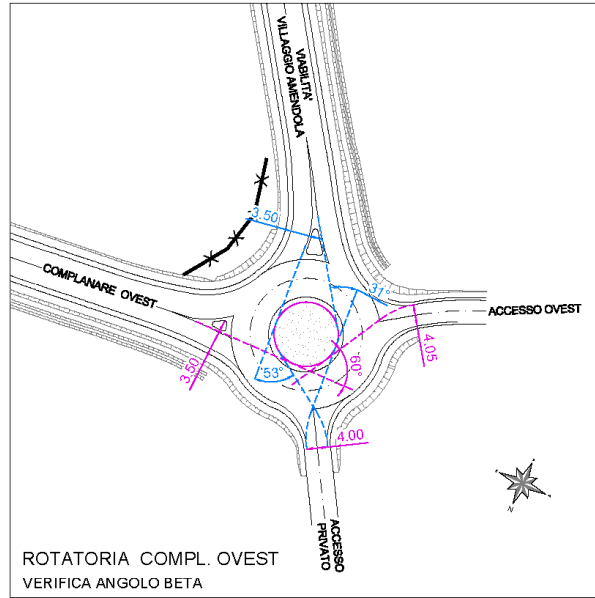 VIABILITA'
VILLAGGIO AMENDOLA
3.50
COMPLANARE OVEST
31°
ACCESSO OVEST
4.05
3.50
53°
60°
4.00
ACCESSO
PRIVATO
N
ROTATORIA COMPL. OVEST
VERIFICA ANGOLO BETA